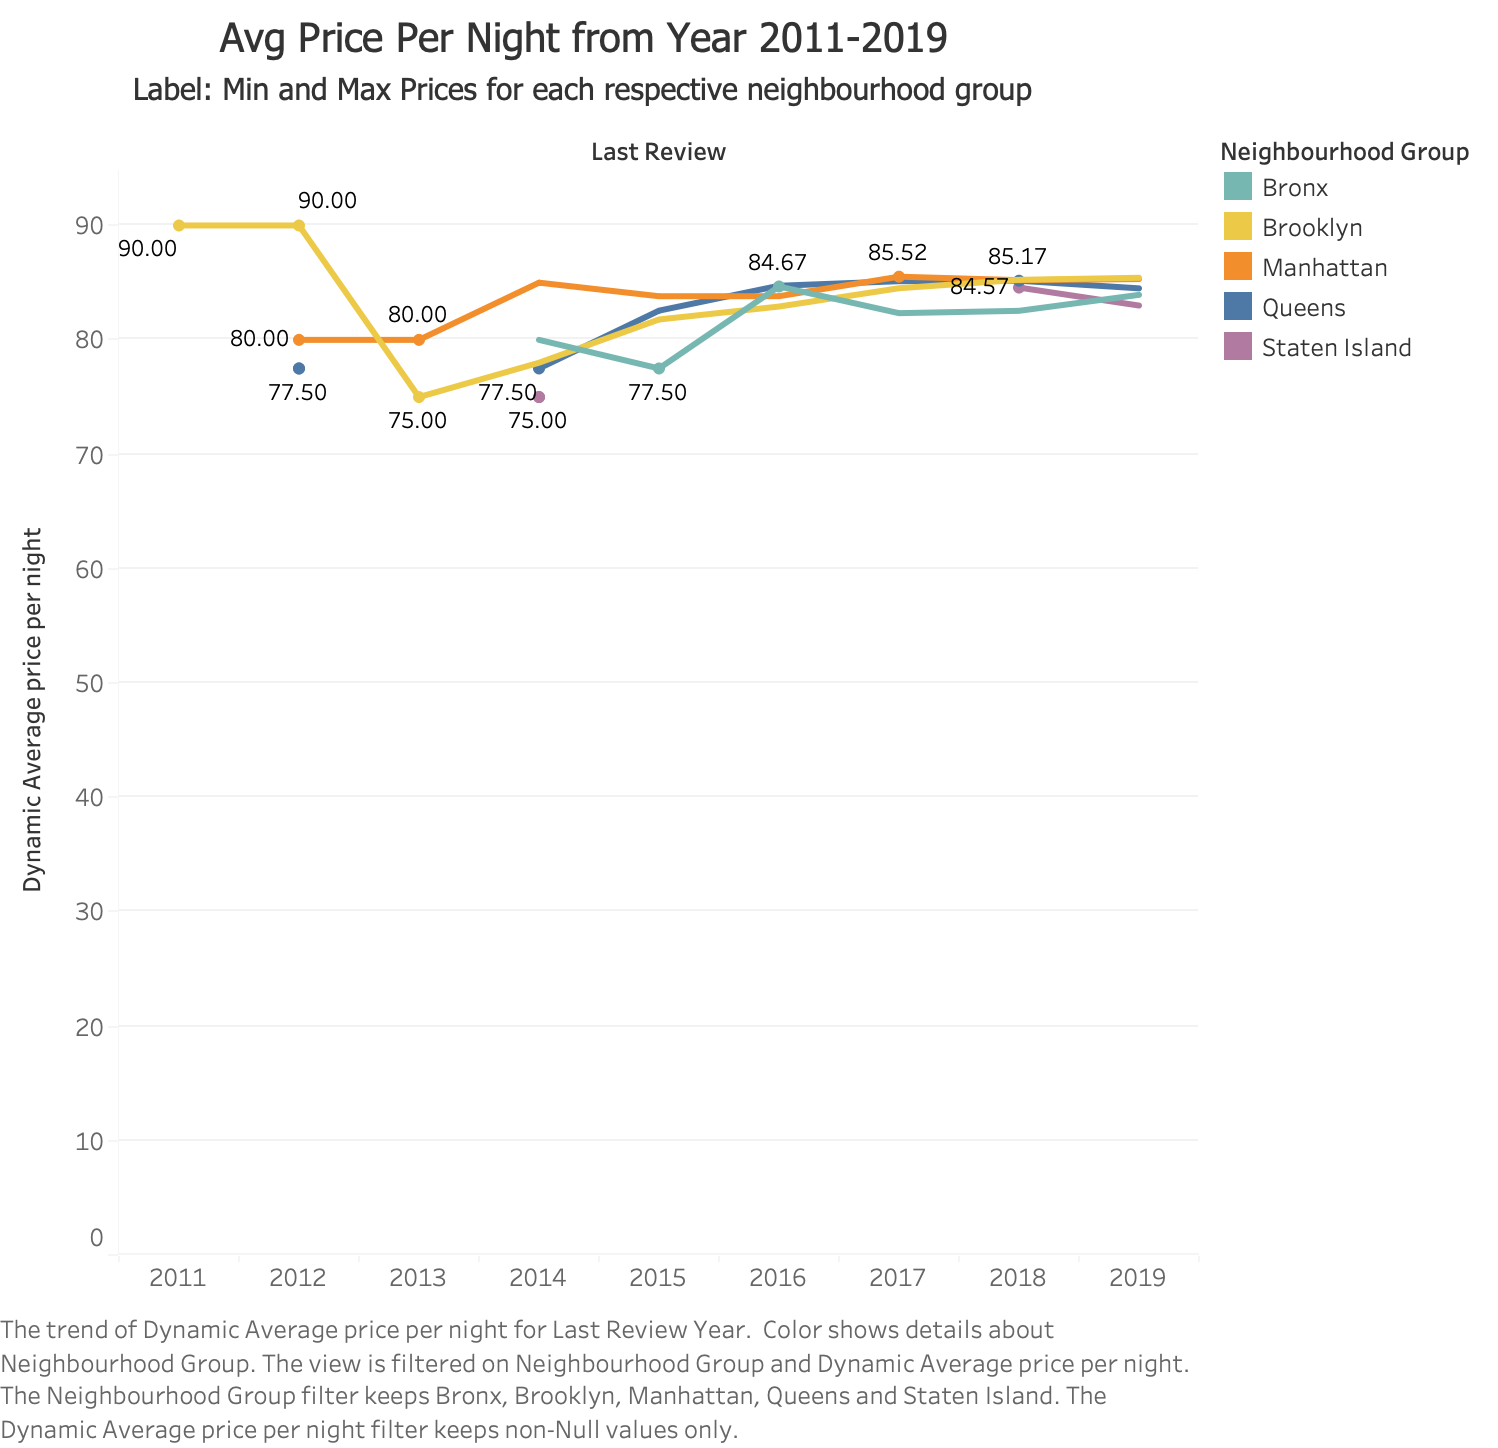 Avg Price Per Night from Year 2011-2019
Label: Min and Max Prices for each respective neighbourhood group
Last Review
Neighbourhood Group
Bronx
Brooklyn
Manhattan
Queens
Staten Island
Dynamic Average price per night
90
80
70
60
50
40
30
20
10
0
90.00
90.00
80.00
80.00
77.50
75.00
77.50
75.00
77.50
84.67
85.52
85.17
84.57
2011
2012
2013
2014
2015
2016
2017
2018
2019
The trend of Dynamic Average price per night for Last Review Year.  Color shows details about
Neighbourhood Group. The view is filtered on Neighbourhood Group and Dynamic Average price per night.
The Neighbourhood Group filter keeps Bronx, Brooklyn, Manhattan, Queens and Staten Island. The
Dynamic Average price per night filter keeps non-Null values only.